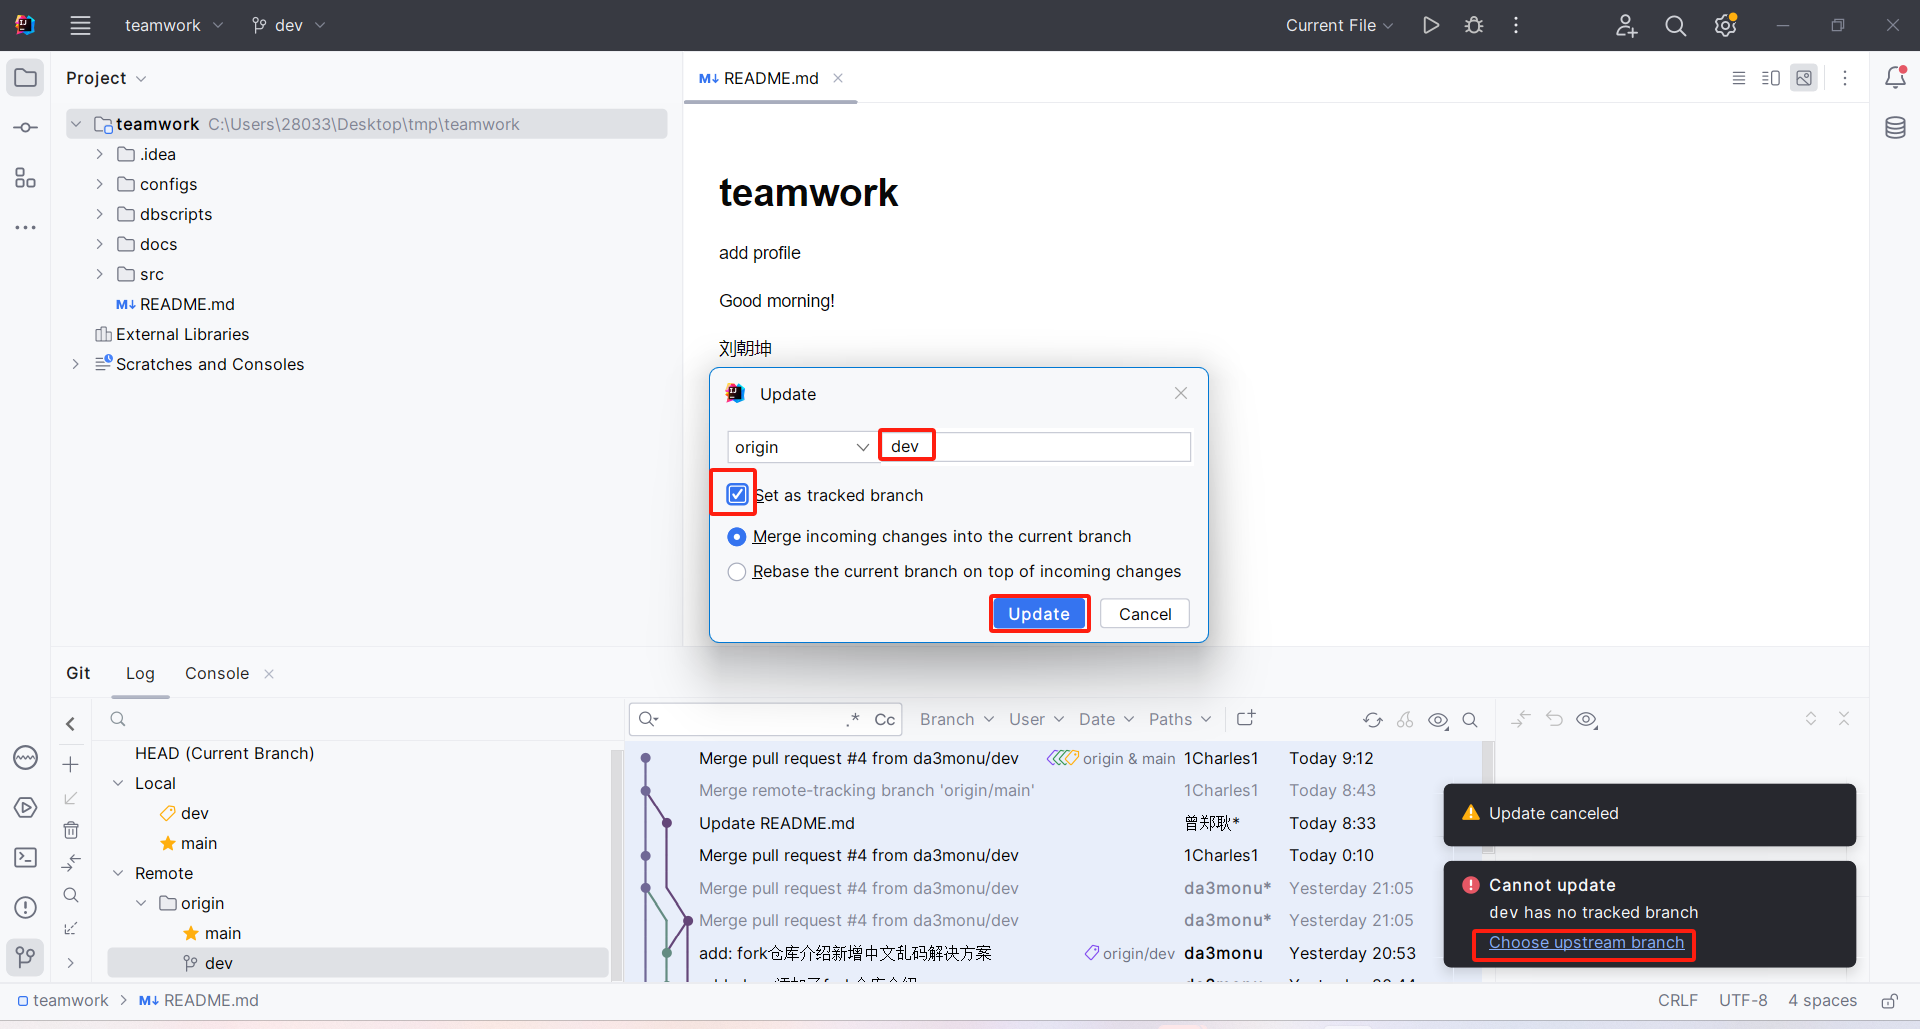 teamwork
dev
Current File
Project
teamwork C:\Users\28033\Desktop\tmp\teamwork
.idea
configs
dbscripts
docs
src
M↓ README.md
External Libraries
Scratches and Consoles
M↓ README.md
teamwork
add profile
Good morning!
刘朝坤
Update
origin
dev
Set as tracked branch
Merge incoming changes into the current branch
Rebase the current branch on top of incoming changes
Update
Cancel
Git
Log
Console
HEAD (Current Branch)
Local
dev
main
Remote
origin
main
dev
.* Cc
Branch
User
Date
Paths
Merge pull request #4 from da3monu/dev origin & main 1Charles1 Today 9:12
Merge remote-tracking branch 'origin/main' 1Charles1 Today 8:43
Update README.md 曾郑耿* Today 8:33
Merge pull request #4 from da3monu/dev 1Charles1 Today 0:10
Merge pull request #4 from da3monu/dev da3monu* Yesterday 21:05
Merge pull request #4 from da3monu/dev da3monu* Yesterday 21:05
add: fork仓库介绍新增中文乱码解决方案 origin/dev da3monu Yesterday 20:53
Update canceled
Cannot update
dev has no tracked branch
Choose upstream branch
teamwork
M↓ README.md
CRLF
UTF-8
4 spaces